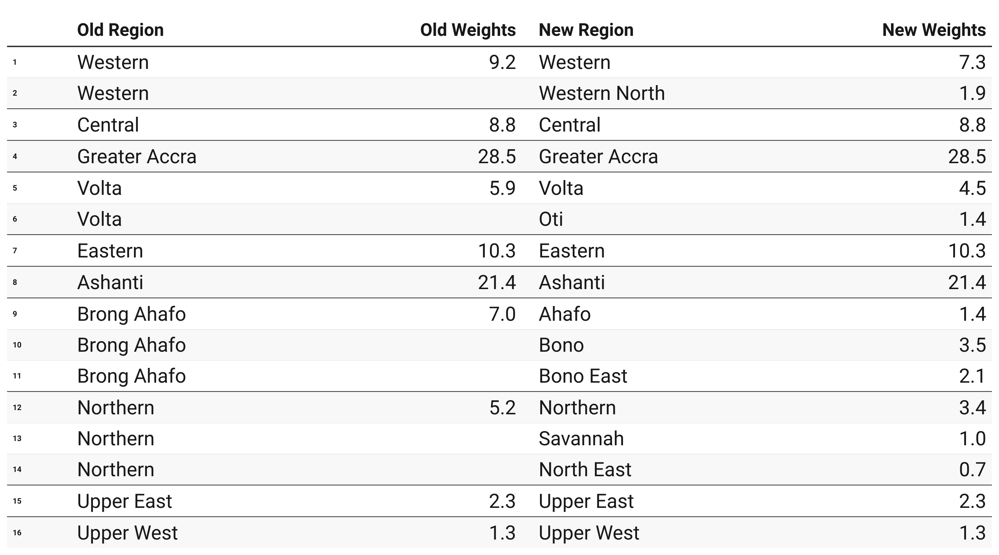 Old Region Old Weights New Region New Weights
1 Western 9.2 Western 7.3
2 Western Western North 1.9
3 Central 8.8 Central 8.8
4 Greater Accra 28.5 Greater Accra 28.5
5 Volta 5.9 Volta 4.5
6 Volta Oti 1.4
7 Eastern 10.3 Eastern 10.3
8 Ashanti 21.4 Ashanti 21.4
9 Brong Ahafo 7.0 Ahafo 1.4
10 Brong Ahafo Bono 3.5
11 Brong Ahafo Bono East 2.1
12 Northern 5.2 Northern 3.4
13 Northern Savannah 1.0
14 Northern North East 0.7
15 Upper East 2.3 Upper East 2.3
16 Upper West 1.3 Upper West 1.3